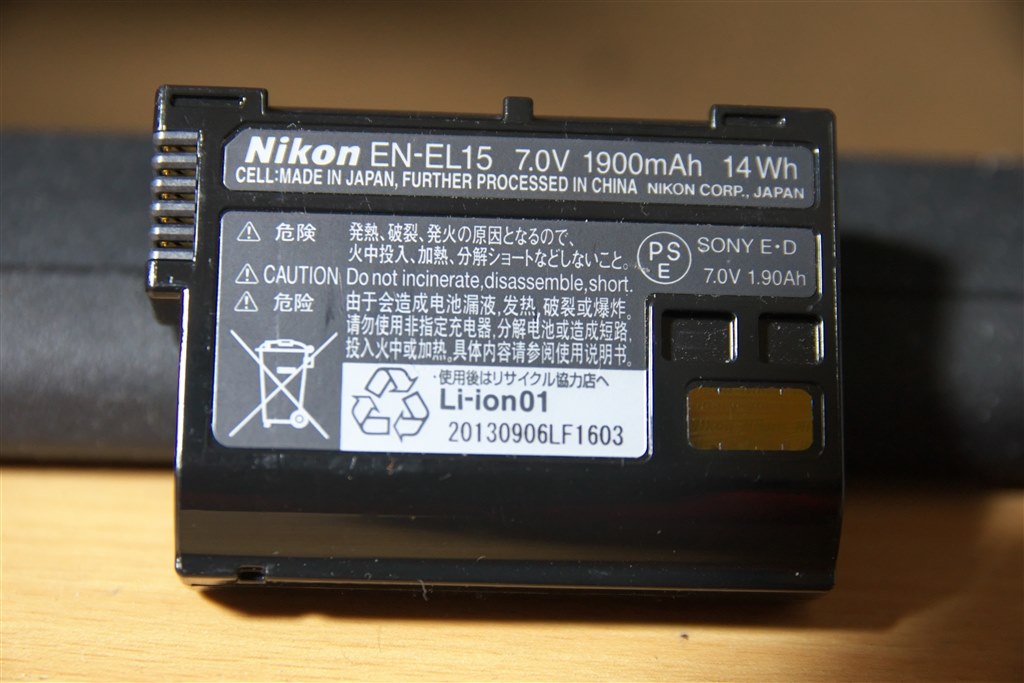 Nikon EN-EL15 7.0V 1900mAh 14Wh
CELL:MADE IN JAPAN, FURTHER PROCESSED IN CHINA NIKON CORP., JAPAN
危険 発熱、破裂、発火の原因となるので、
火中投入、加熱、分解ショートなどしないこと。
PS
E
SONY E・D
7.0V 1.90Ah
CAUTION Do not incinerate,disassemble,short.
危险 由于会造成电池漏液,发热,破裂或爆炸。
请勿使用非指定充电器,分解电池或造成短路,
投入火中或加热。具体内容请参阅使用说明书。
・使用後はリサイクル協力店へ
Li-ion01
20130906LF1603